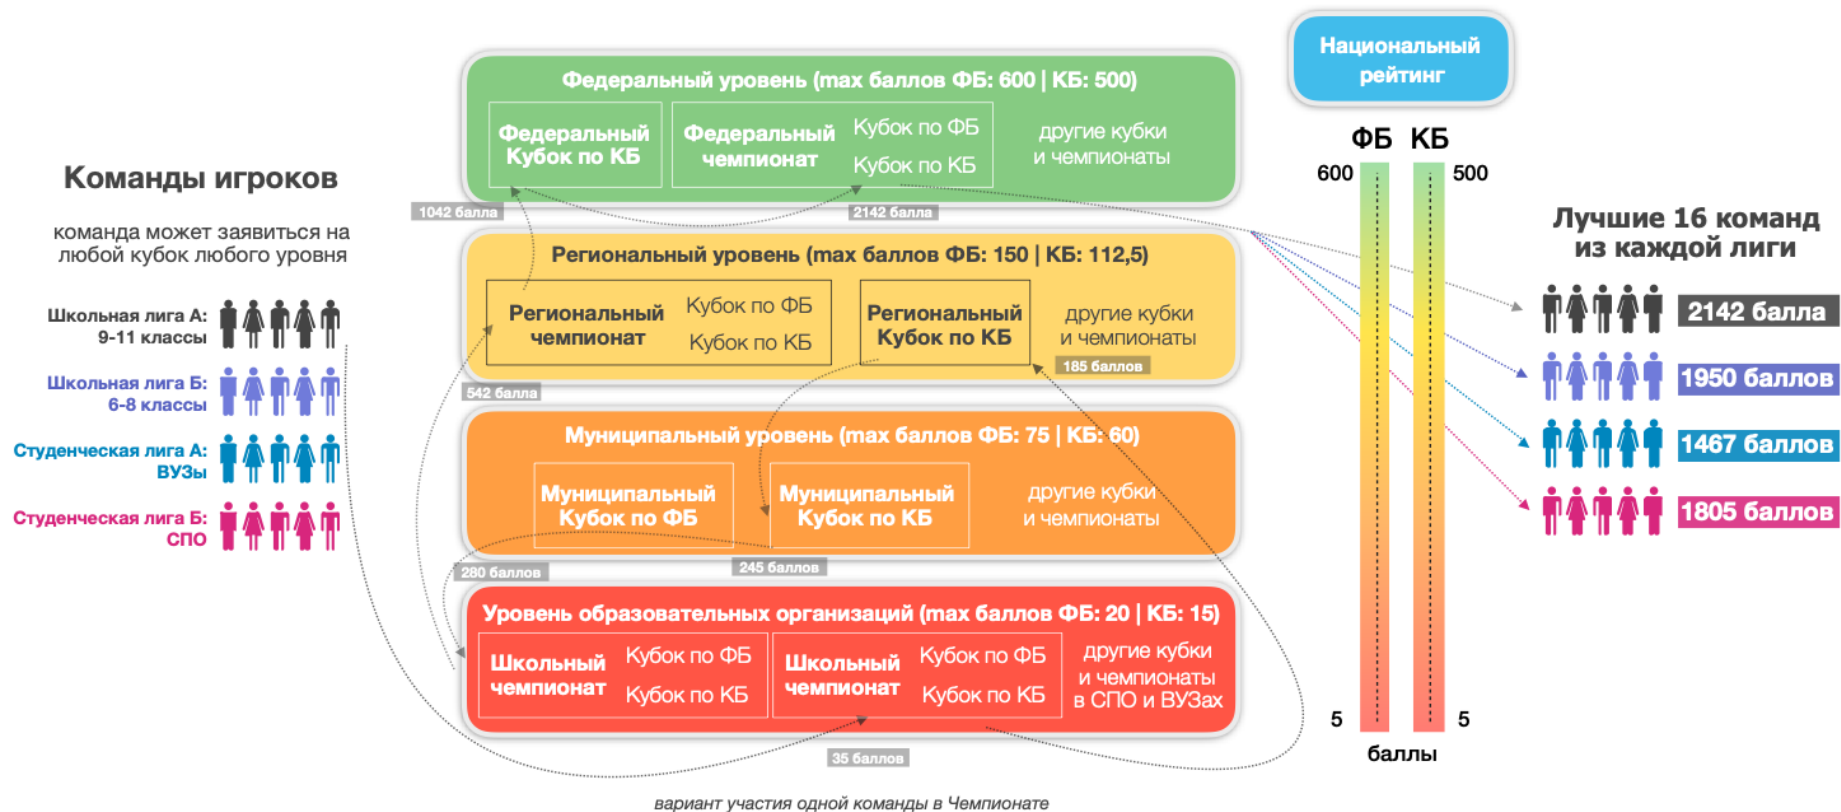 Национальный
рейтинг
Федеральный уровень (max баллов ФБ: 600 | КБ: 500)
Федеральный
Кубок по КБ
Федеральный
чемпионат
Кубок по ФБ
Кубок по КБ
другие кубки
и чемпионаты
1042 балла
2142 балла
Команды игроков
команда может заявиться на
любой кубок любого уровня
Школьная лига А:
9-11 классы
Школьная лига Б:
6-8 классы
Студенческая лига А:
ВУЗы
Студенческая лига Б:
СПО
Региональный уровень (max баллов ФБ: 150 | КБ: 112,5)
Региональный
чемпионат
Кубок по ФБ
Кубок по КБ
Региональный
Кубок по КБ
другие кубки
и чемпионаты
185 баллов
542 балла
Муниципальный уровень (max баллов ФБ: 75 | КБ: 60)
Муниципальный
Кубок по ФБ
Муниципальный
Кубок по КБ
другие кубки
и чемпионаты
280 баллов
245 баллов
Уровень образовательных организаций (max баллов ФБ: 20 | КБ: 15)
Школьный
чемпионат
Кубок по ФБ
Кубок по КБ
Школьный
чемпионат
Кубок по ФБ
Кубок по КБ
другие кубки
и чемпионаты
в СПО и ВУЗах
35 баллов
вариант участия одной команды в Чемпионате
ФБ КБ
600 500
5 5
баллы
Лучшие 16 команд
из каждой лиги
2142 балла
1950 баллов
1467 баллов
1805 баллов